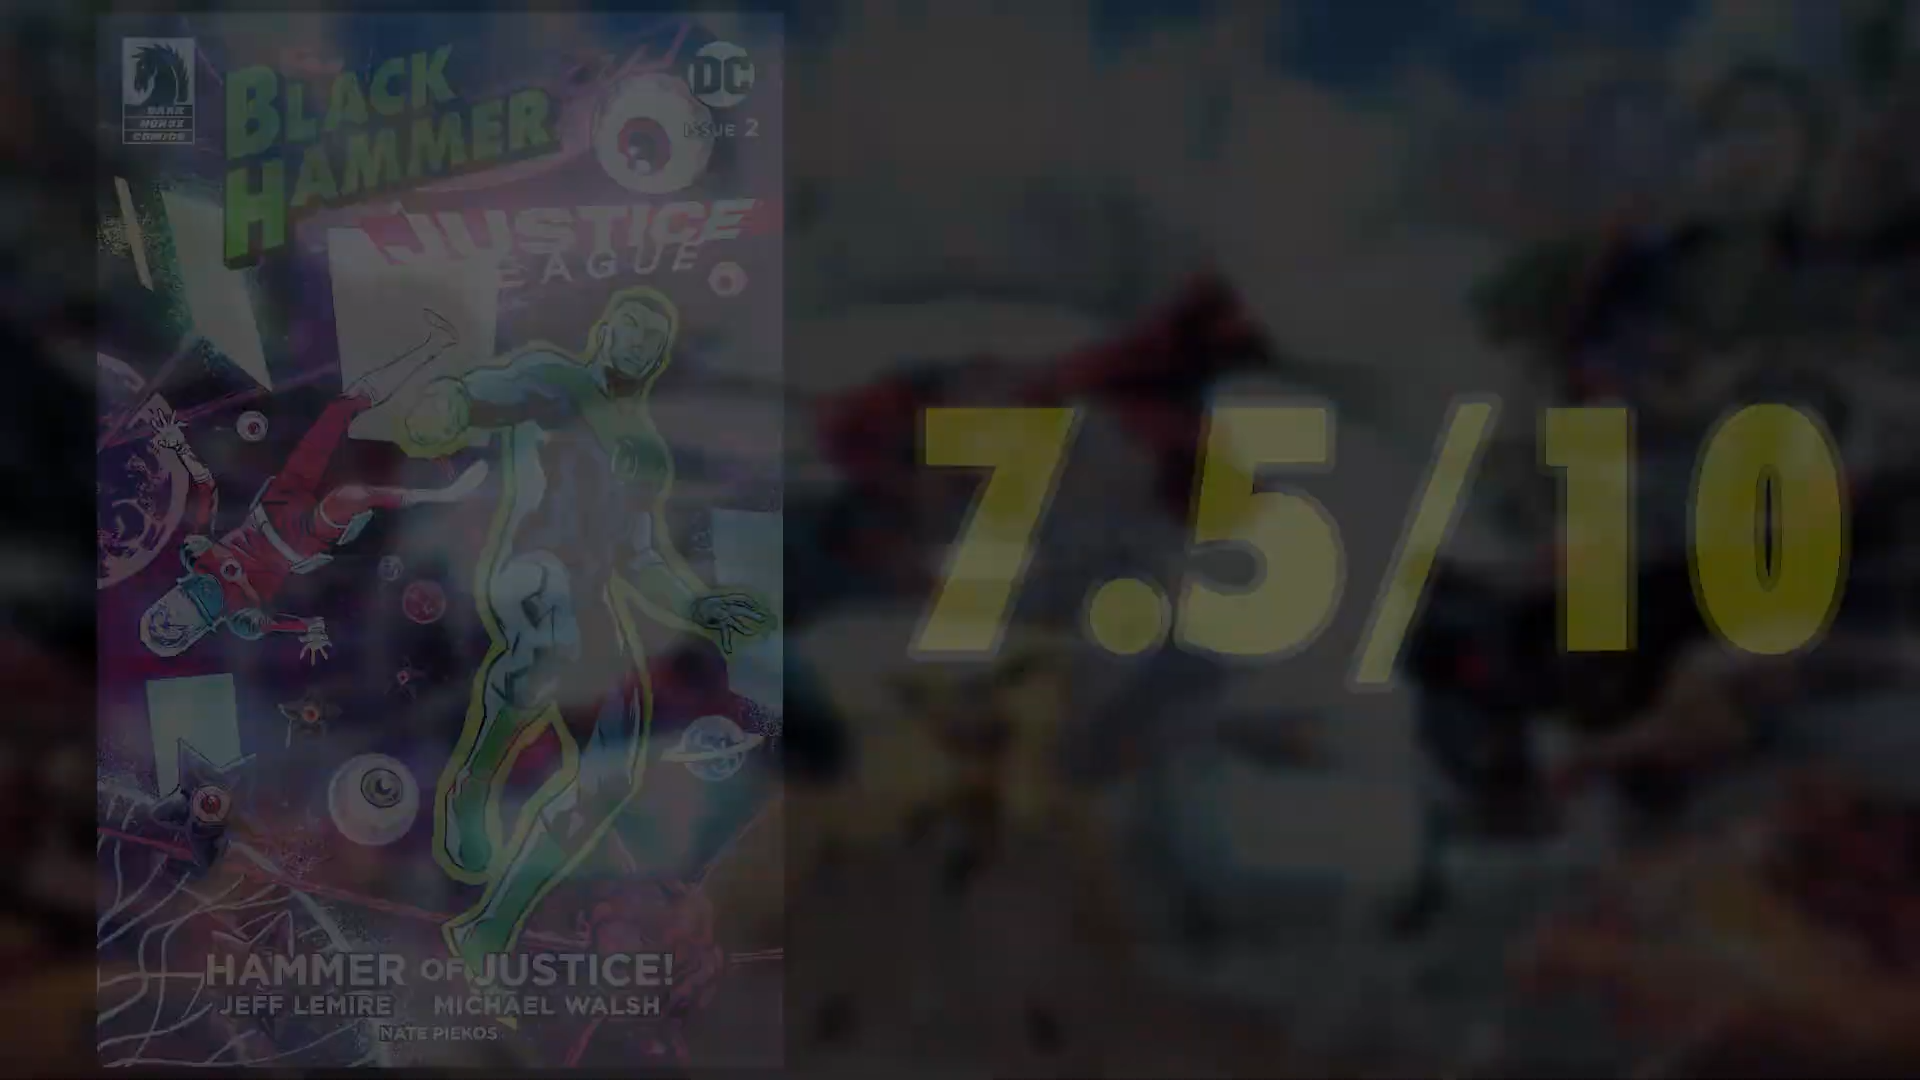 BLACK
HAMMER
DARK
HORSE
COMICS
DC
ISSUE 2
JUSTICE
LEAGUE
7.5/10
HAMMER OF JUSTICE!
JEFF LEMIRE MICHAEL WALSH
NATE PIEKOS